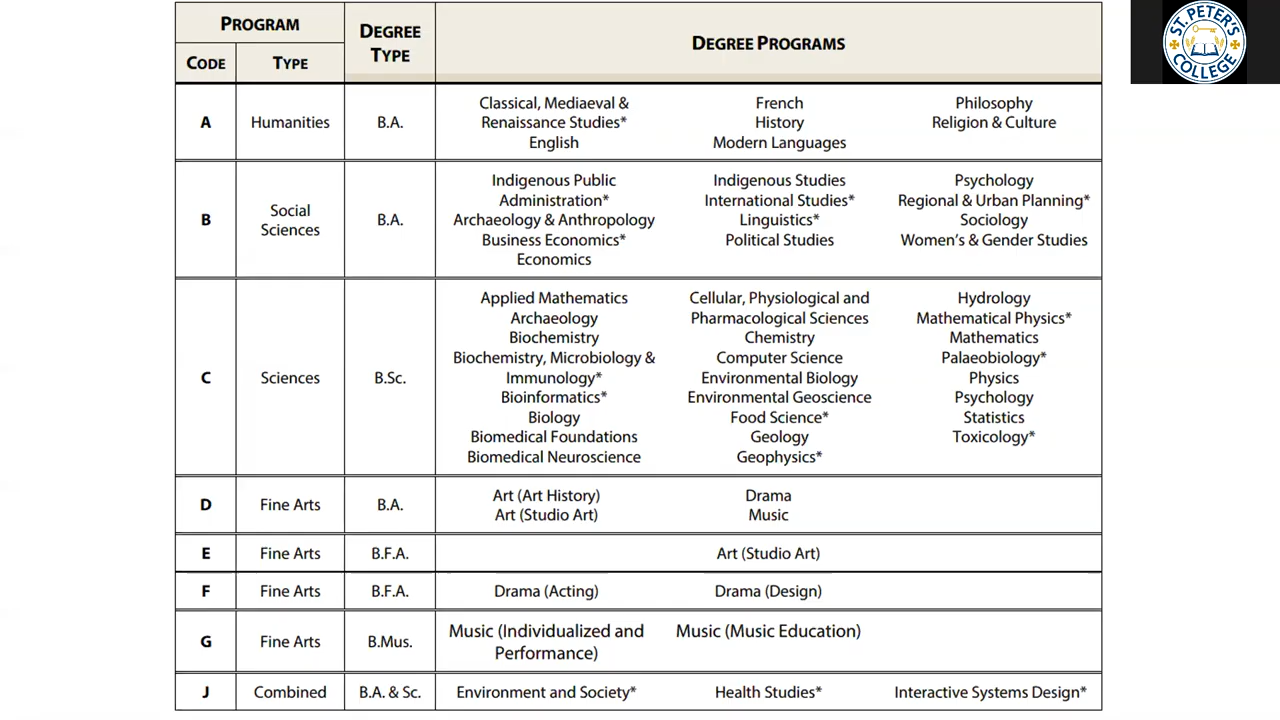 PROGRAM
DEGREE TYPE
DEGREE PROGRAMS
CODE
TYPE
A
Humanities
B.A.
Classical, Mediaeval &
Renaissance Studies*
English
French
History
Modern Languages
Philosophy
Religion & Culture
B
Social
Sciences
B.A.
Indigenous Public
Administration*
Archaeology & Anthropology
Business Economics*
Economics
Indigenous Studies
International Studies*
Linguistics*
Political Studies
Psychology
Regional & Urban Planning*
Sociology
Women's & Gender Studies
C
Sciences
B.Sc.
Applied Mathematics
Archaeology
Biochemistry
Biochemistry, Microbiology &
Immunology*
Bioinformatics*
Biology
Biomedical Foundations
Biomedical Neuroscience
Cellular, Physiological and
Pharmacological Sciences
Chemistry
Computer Science
Environmental Biology
Environmental Geoscience
Food Science*
Geology
Geophysics*
Hydrology
Mathematical Physics*
Mathematics
Palaeobiology*
Physics
Psychology
Statistics
Toxicology*
D
Fine Arts
B.A.
Art (Art History)
Art (Studio Art)
Drama
Music
E
Fine Arts
B.F.A.
Art (Studio Art)
F
Fine Arts
B.F.A.
Drama (Acting)
Drama (Design)
G
Fine Arts
B.Mus.
Music (Individualized and
Performance)
Music (Music Education)
J
Combined
B.A. & Sc.
Environment and Society*
Health Studies*
Interactive Systems Design*
ST. PETER'S
COLLEGE